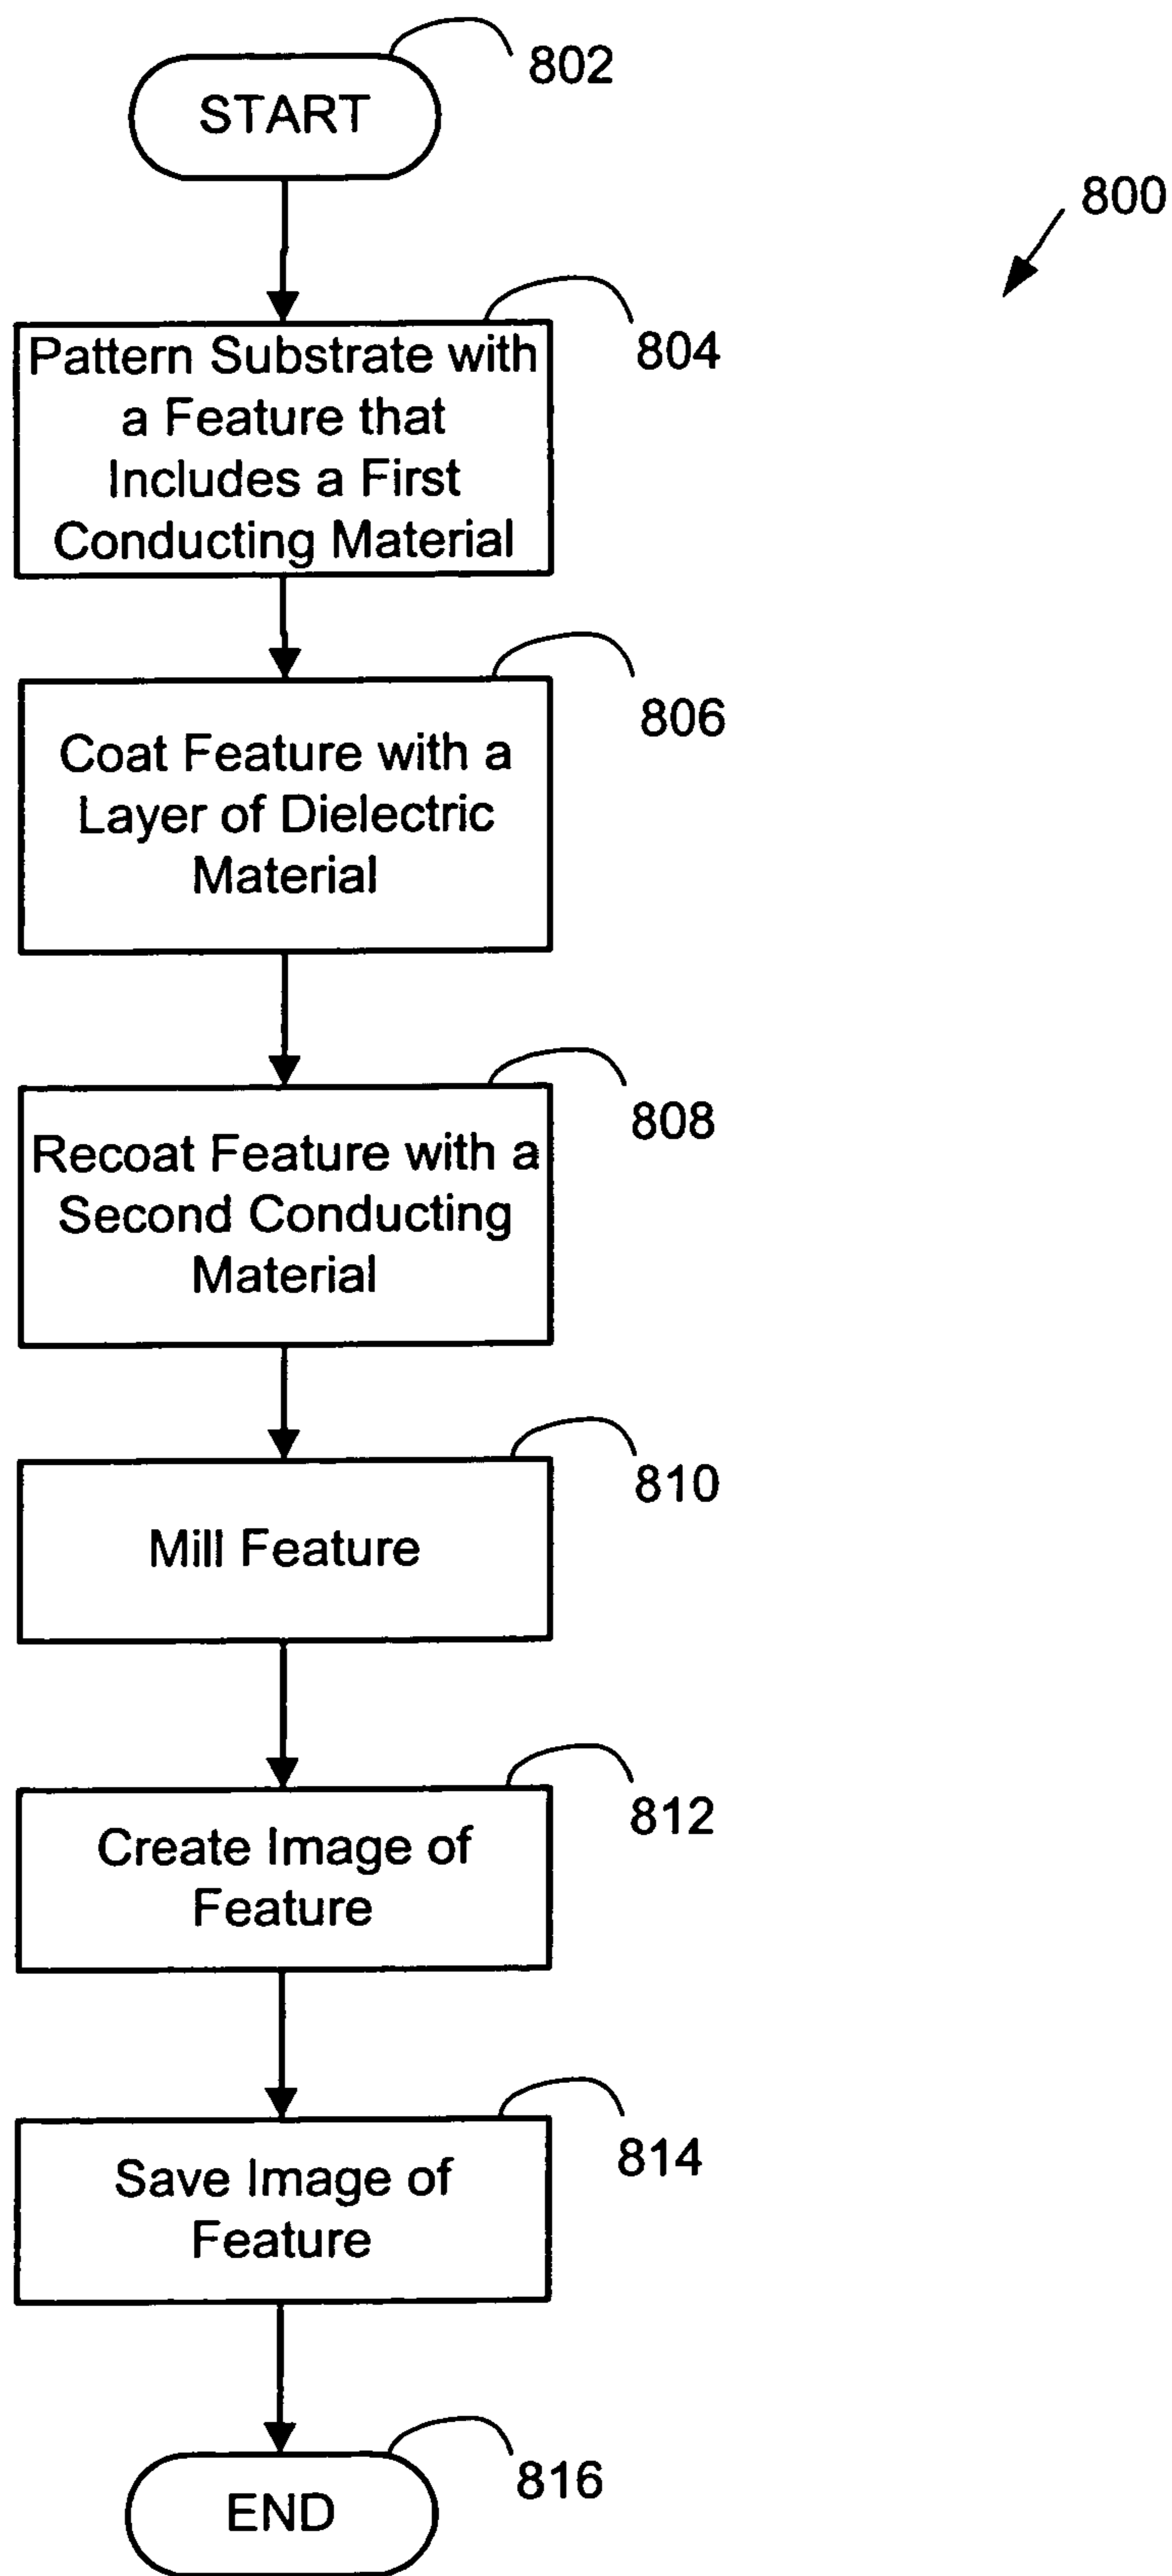 802
START
800
804
Pattern Substrate with
a Feature that
Includes a First
Conducting Material
806
Coat Feature with a
Layer of Dielectric
Material
808
Recoat Feature with a
Second Conducting
Material
810
Mill Feature
812
Create Image of
Feature
814
Save Image of
Feature
816
END